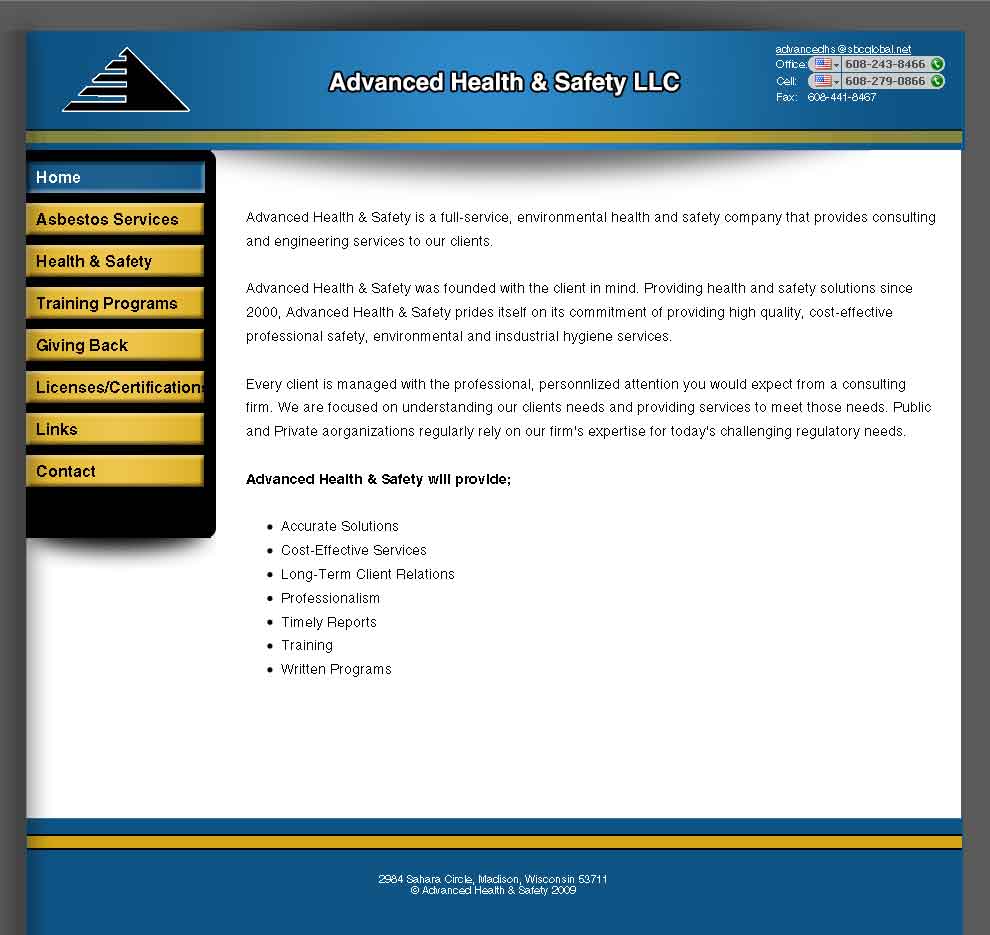 advancedhs@sbcglobal.net
Office: 608-243-8466
Advanced Health & Safety LLC
Cell: 608-279-0866
Fax: 608-441-8467
Home
Asbestos Services
Health & Safety
Training Programs
Giving Back
Licenses/Certifications
Links
Contact
Advanced Health & Safety is a full-service, environmental health and safety company that provides consulting
and engineering services to our clients.
Advanced Health & Safety was founded with the client in mind. Providing health and safety solutions since
2000, Advanced Health & Safety prides itself on its commitment of providing high quality, cost-effective
professional safety, environmental and insdustrial hygiene services.
Every client is managed with the professional, personnlized attention you would expect from a consulting
firm. We are focused on understanding our clients needs and providing services to meet those needs. Public
and Private aorganizations regularly rely on our firm's expertise for today's challenging regulatory needs.
Advanced Health & Safety will provide;
• Accurate Solutions
• Cost-Effective Services
• Long-Term Client Relations
• Professionalism
• Timely Reports
• Training
• Written Programs
2984 Sahara Circle, Madison, Wisconsin 53711
© Advanced Health & Safety 2009